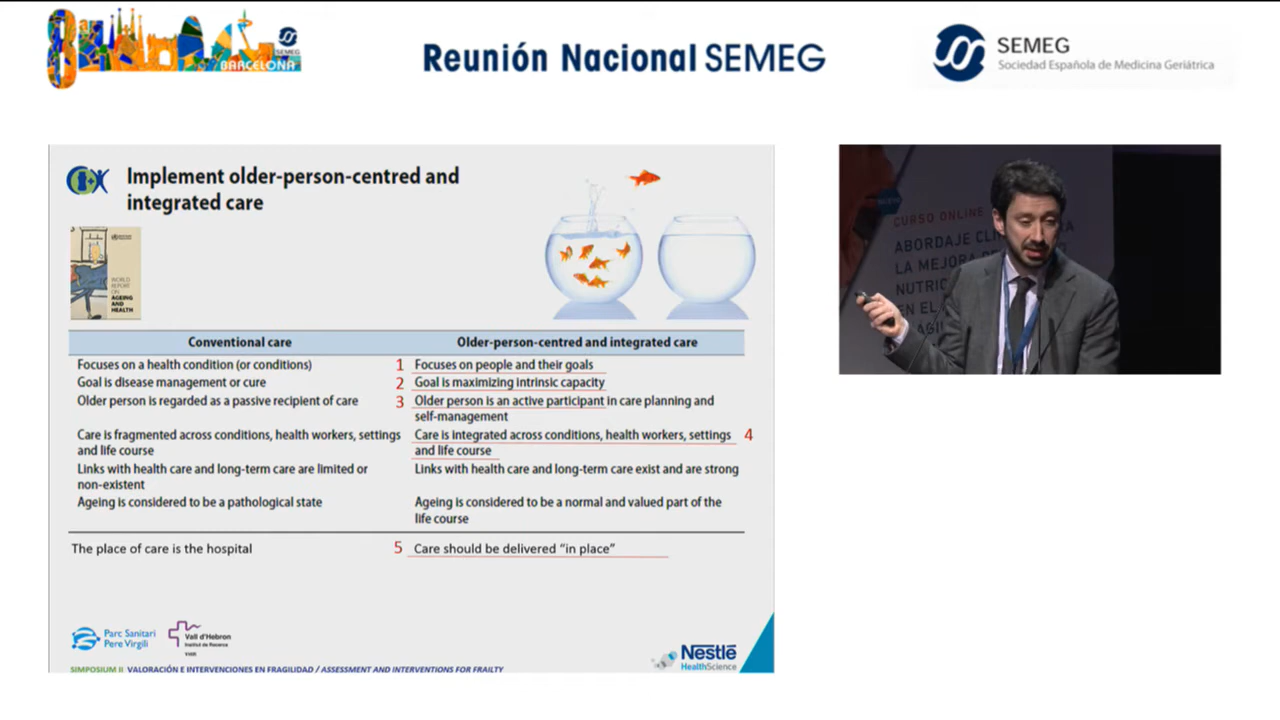 SEMEG
BARCELONA
Reunión Nacional SEMEG
SEMEG
Sociedad Española de Medicina Geriátrica
Implement older-person-centred and
integrated care
WORLD
REPORT
ON
AGEING
AND
HEALTH
Conventional care
Older-person-centred and integrated care
Focuses on a health condition (or conditions)
1 Focuses on people and their goals
Goal is disease management or cure
2 Goal is maximizing intrinsic capacity
Older person is regarded as a passive recipient of care
3 Older person is an active participant in care planning and
self-management
Care is fragmented across conditions, health workers, settings
and life course
Care is integrated across conditions, health workers, settings 4
and life course
Links with health care and long-term care are limited or
non-existent
Links with health care and long-term care exist and are strong
Ageing is considered to be a pathological state
Ageing is considered to be a normal and valued part of the
life course
The place of care is the hospital
5 Care should be delivered “in place”
Parc Sanitari
Pere Virgili
Vall d'Hebron
Institut de Recerca
VHIR
Nestlé
HealthScience
SIMPOSIUM II VALORACIÓN E INTERVENCIONES EN FRAGILIDAD / ASSESSMENT AND INTERVENTIONS FOR FRAILTY
CURSO ONLINE
ABORDAJE
LA MEJORA
EN EL